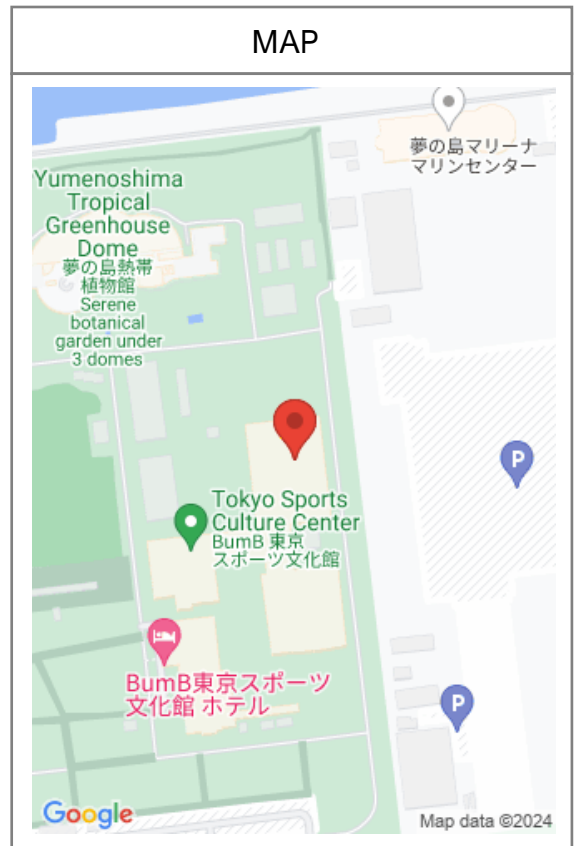 MAP
夢の島マリーナ
マリンセンター
Yumenoshima
Tropical
Greenhouse
Dome
夢の島熱帯
植物館
Serene
botanical
garden under
3 domes
P
Tokyo Sports
Culture Center
BumB 東京
スポーツ文化館
BumB東京スポーツ
文化館 ホテル
P
Google
Map data ©2024